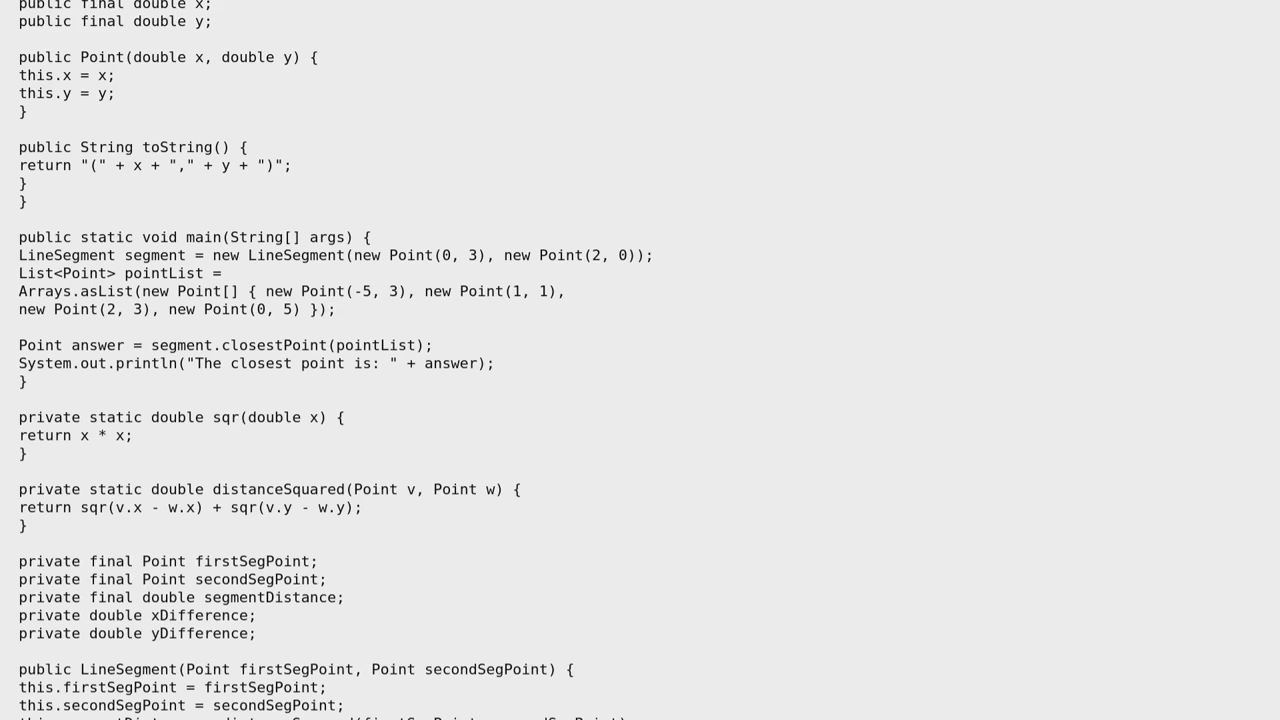 public final double x;
public final double y;
public Point(double x, double y) {
this.x = x;
this.y = y;
}
public String toString() {
return "(" + x + "," + y + ")";
}
}
public static void main(String[] args) {
LineSegment segment = new LineSegment(new Point(0, 3), new Point(2, 0));
List<Point> pointList =
Arrays.asList(new Point[] { new Point(-5, 3), new Point(1, 1),
new Point(2, 3), new Point(0, 5) });
Point answer = segment.closestPoint(pointList);
System.out.println("The closest point is: " + answer);
}
private static double sqr(double x) {
return x * x;
}
private static double distanceSquared(Point v, Point w) {
return sqr(v.x - w.x) + sqr(v.y - w.y);
}
private final Point firstSegPoint;
private final Point secondSegPoint;
private final double segmentDistance;
private double xDifference;
private double yDifference;
public LineSegment(Point firstSegPoint, Point secondSegPoint) {
this.firstSegPoint = firstSegPoint;
this.secondSegPoint = secondSegPoint;